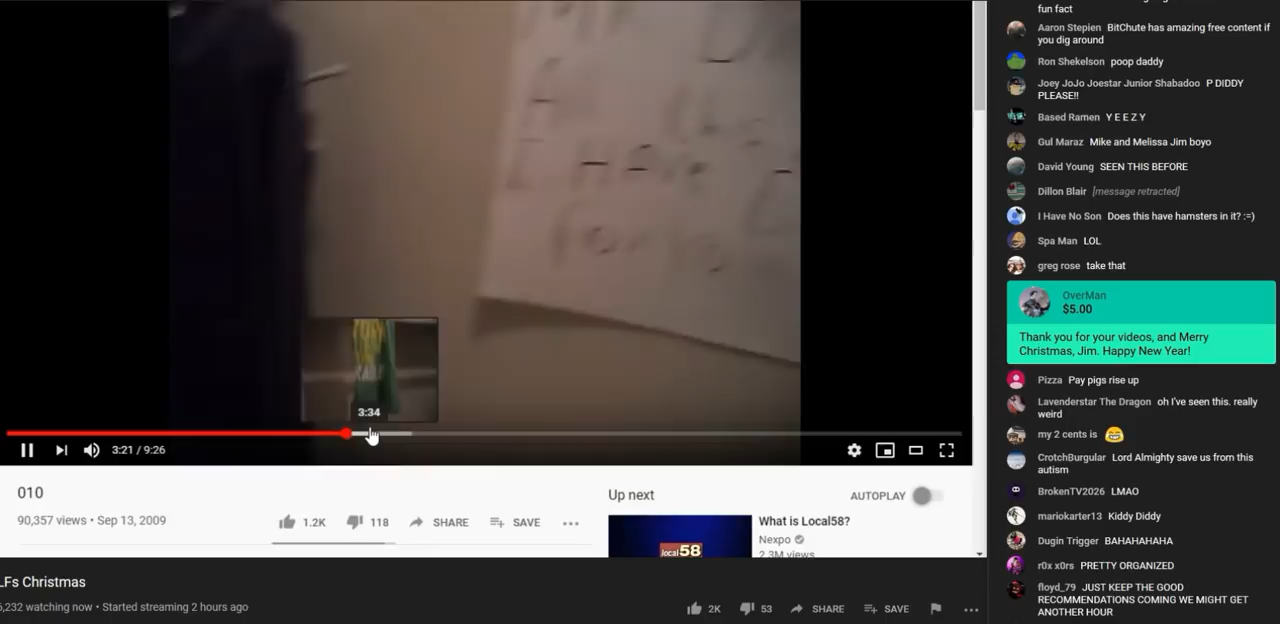 fun fact
Aaron Stepien BitChute has amazing free content if
you dig around
Ron Shekelson poop daddy
Joey JoJo Joestar Junior Shabadoo P DIDDY
PLEASE!!
Based Ramen Y E E Z Y
Gul Maraz Mike and Melissa Jim boyo
David Young SEEN THIS BEFORE
Dillon Blair [message retracted]
I Have No Son Does this have hamsters in it? :=)
Spa Man LOL
greg rose take that
OverMan
$5.00
Thank you for your videos, and Merry
Christmas, Jim. Happy New Year!
Pizza Pay pigs rise up
Lavenderstar The Dragon oh I've seen this. really
weird
my 2 cents is 😂
CrotchBurgular Lord Almighty save us from this
autism
BrokenTV2026 LMAO
mariokarter13 Kiddy Diddy
Dugin Trigger BAHAHAHAHA
r0x x0rs PRETTY ORGANIZED
floyd_79 JUST KEEP THE GOOD
RECOMMENDATIONS COMING WE MIGHT GET
ANOTHER HOUR
I HAVE
3:34
3:21 / 9:26
010
90,357 views • Sep 13, 2009
1.2K 118 SHARE SAVE
Up next
AUTOPLAY
What is Local58?
Nexpo
2.3M views
local 58
LFs Christmas
6,232 watching now • Started streaming 2 hours ago
2K 53 SHARE SAVE